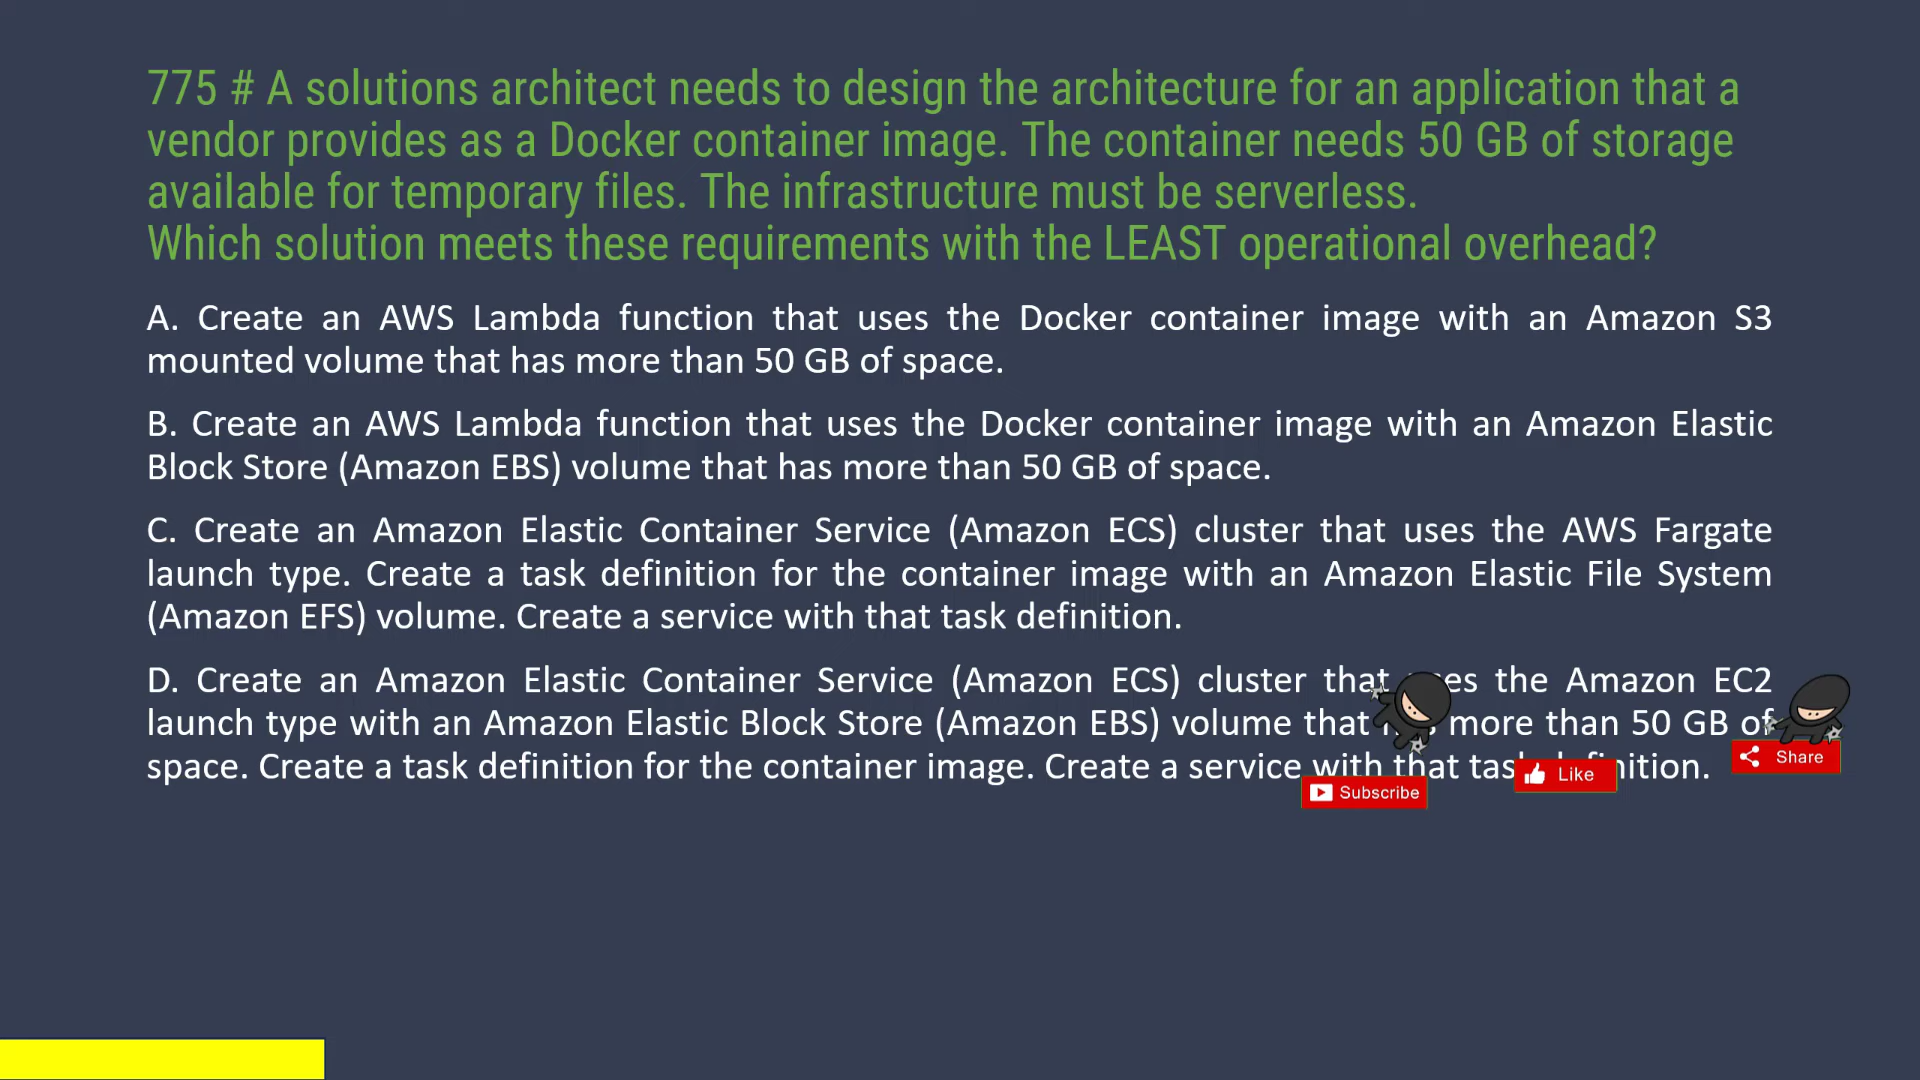 775 # A solutions architect needs to design the architecture for an application that a
vendor provides as a Docker container image. The container needs 50 GB of storage
available for temporary files. The infrastructure must be serverless.
Which solution meets these requirements with the LEAST operational overhead?
A. Create an AWS Lambda function that uses the Docker container image with an Amazon S3
mounted volume that has more than 50 GB of space.
B. Create an AWS Lambda function that uses the Docker container image with an Amazon Elastic
Block Store (Amazon EBS) volume that has more than 50 GB of space.
C. Create an Amazon Elastic Container Service (Amazon ECS) cluster that uses the AWS Fargate
launch type. Create a task definition for the container image with an Amazon Elastic File System
(Amazon EFS) volume. Create a service with that task definition.
D. Create an Amazon Elastic Container Service (Amazon ECS) cluster that the Amazon EC2
launch type with an Amazon Elastic Block Store (Amazon EBS) volume that more than 50 GB of
space. Create a task definition for the container image. Create a service with that
Share
Like
Subscribe